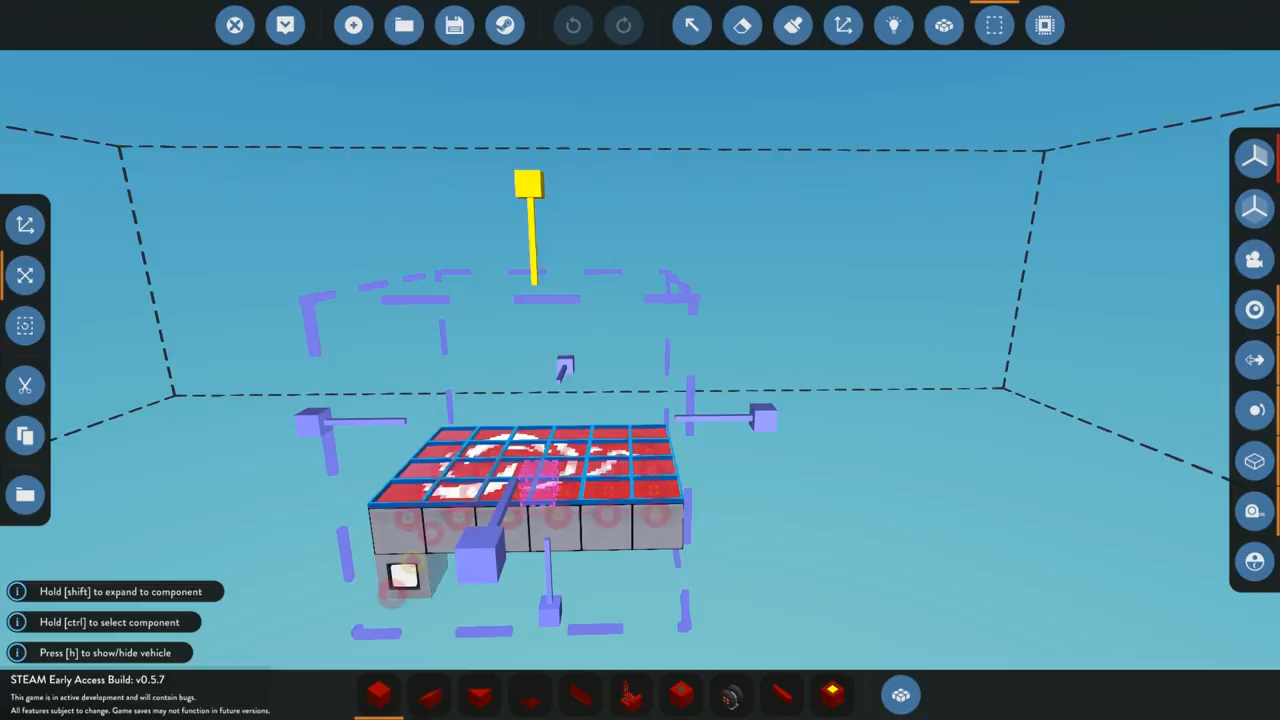 Hold [shift] to expand to component
Hold [ctrl] to select component
Press [h] to show/hide vehicle
STEAM Early Access Build: v0.5.7
This game is in active development and will contain bugs.
All features subject to change. Game saves may not function in future versions.